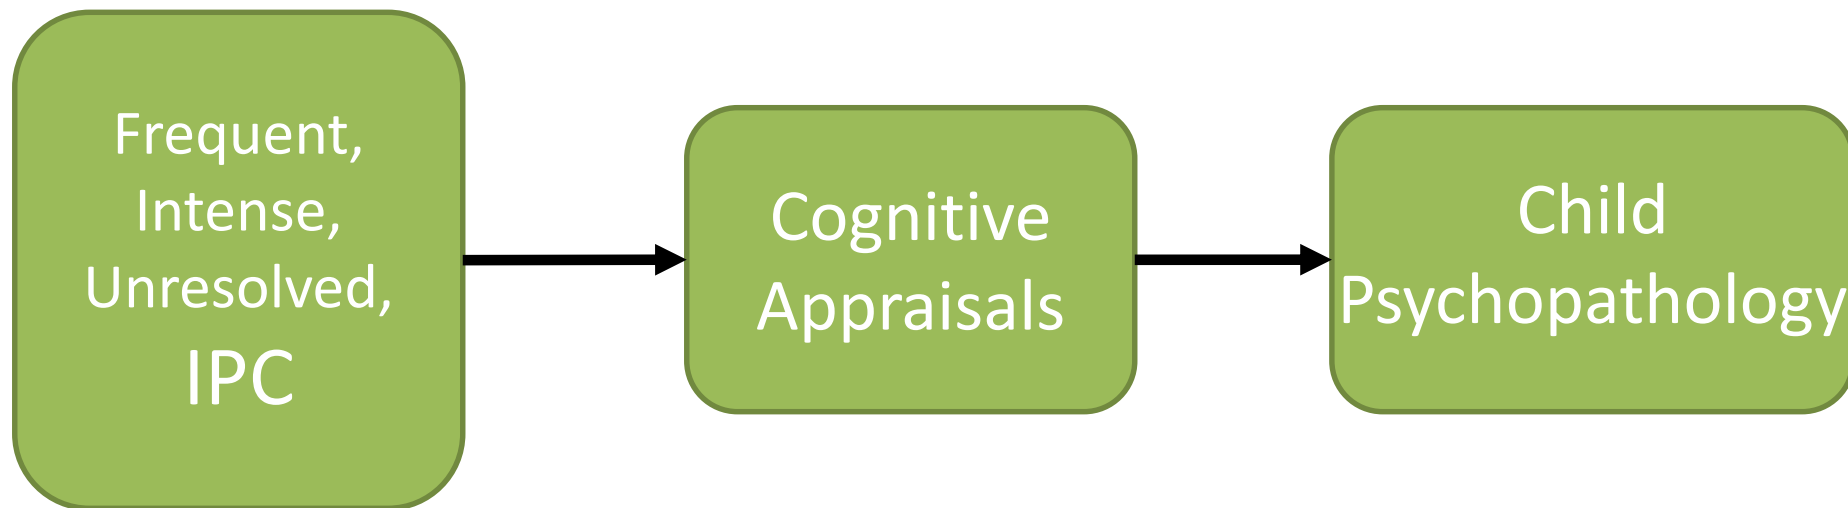 Frequent,
Intense,
Unresolved,
IPC
Cognitive
Appraisals
Child
Psychopathology